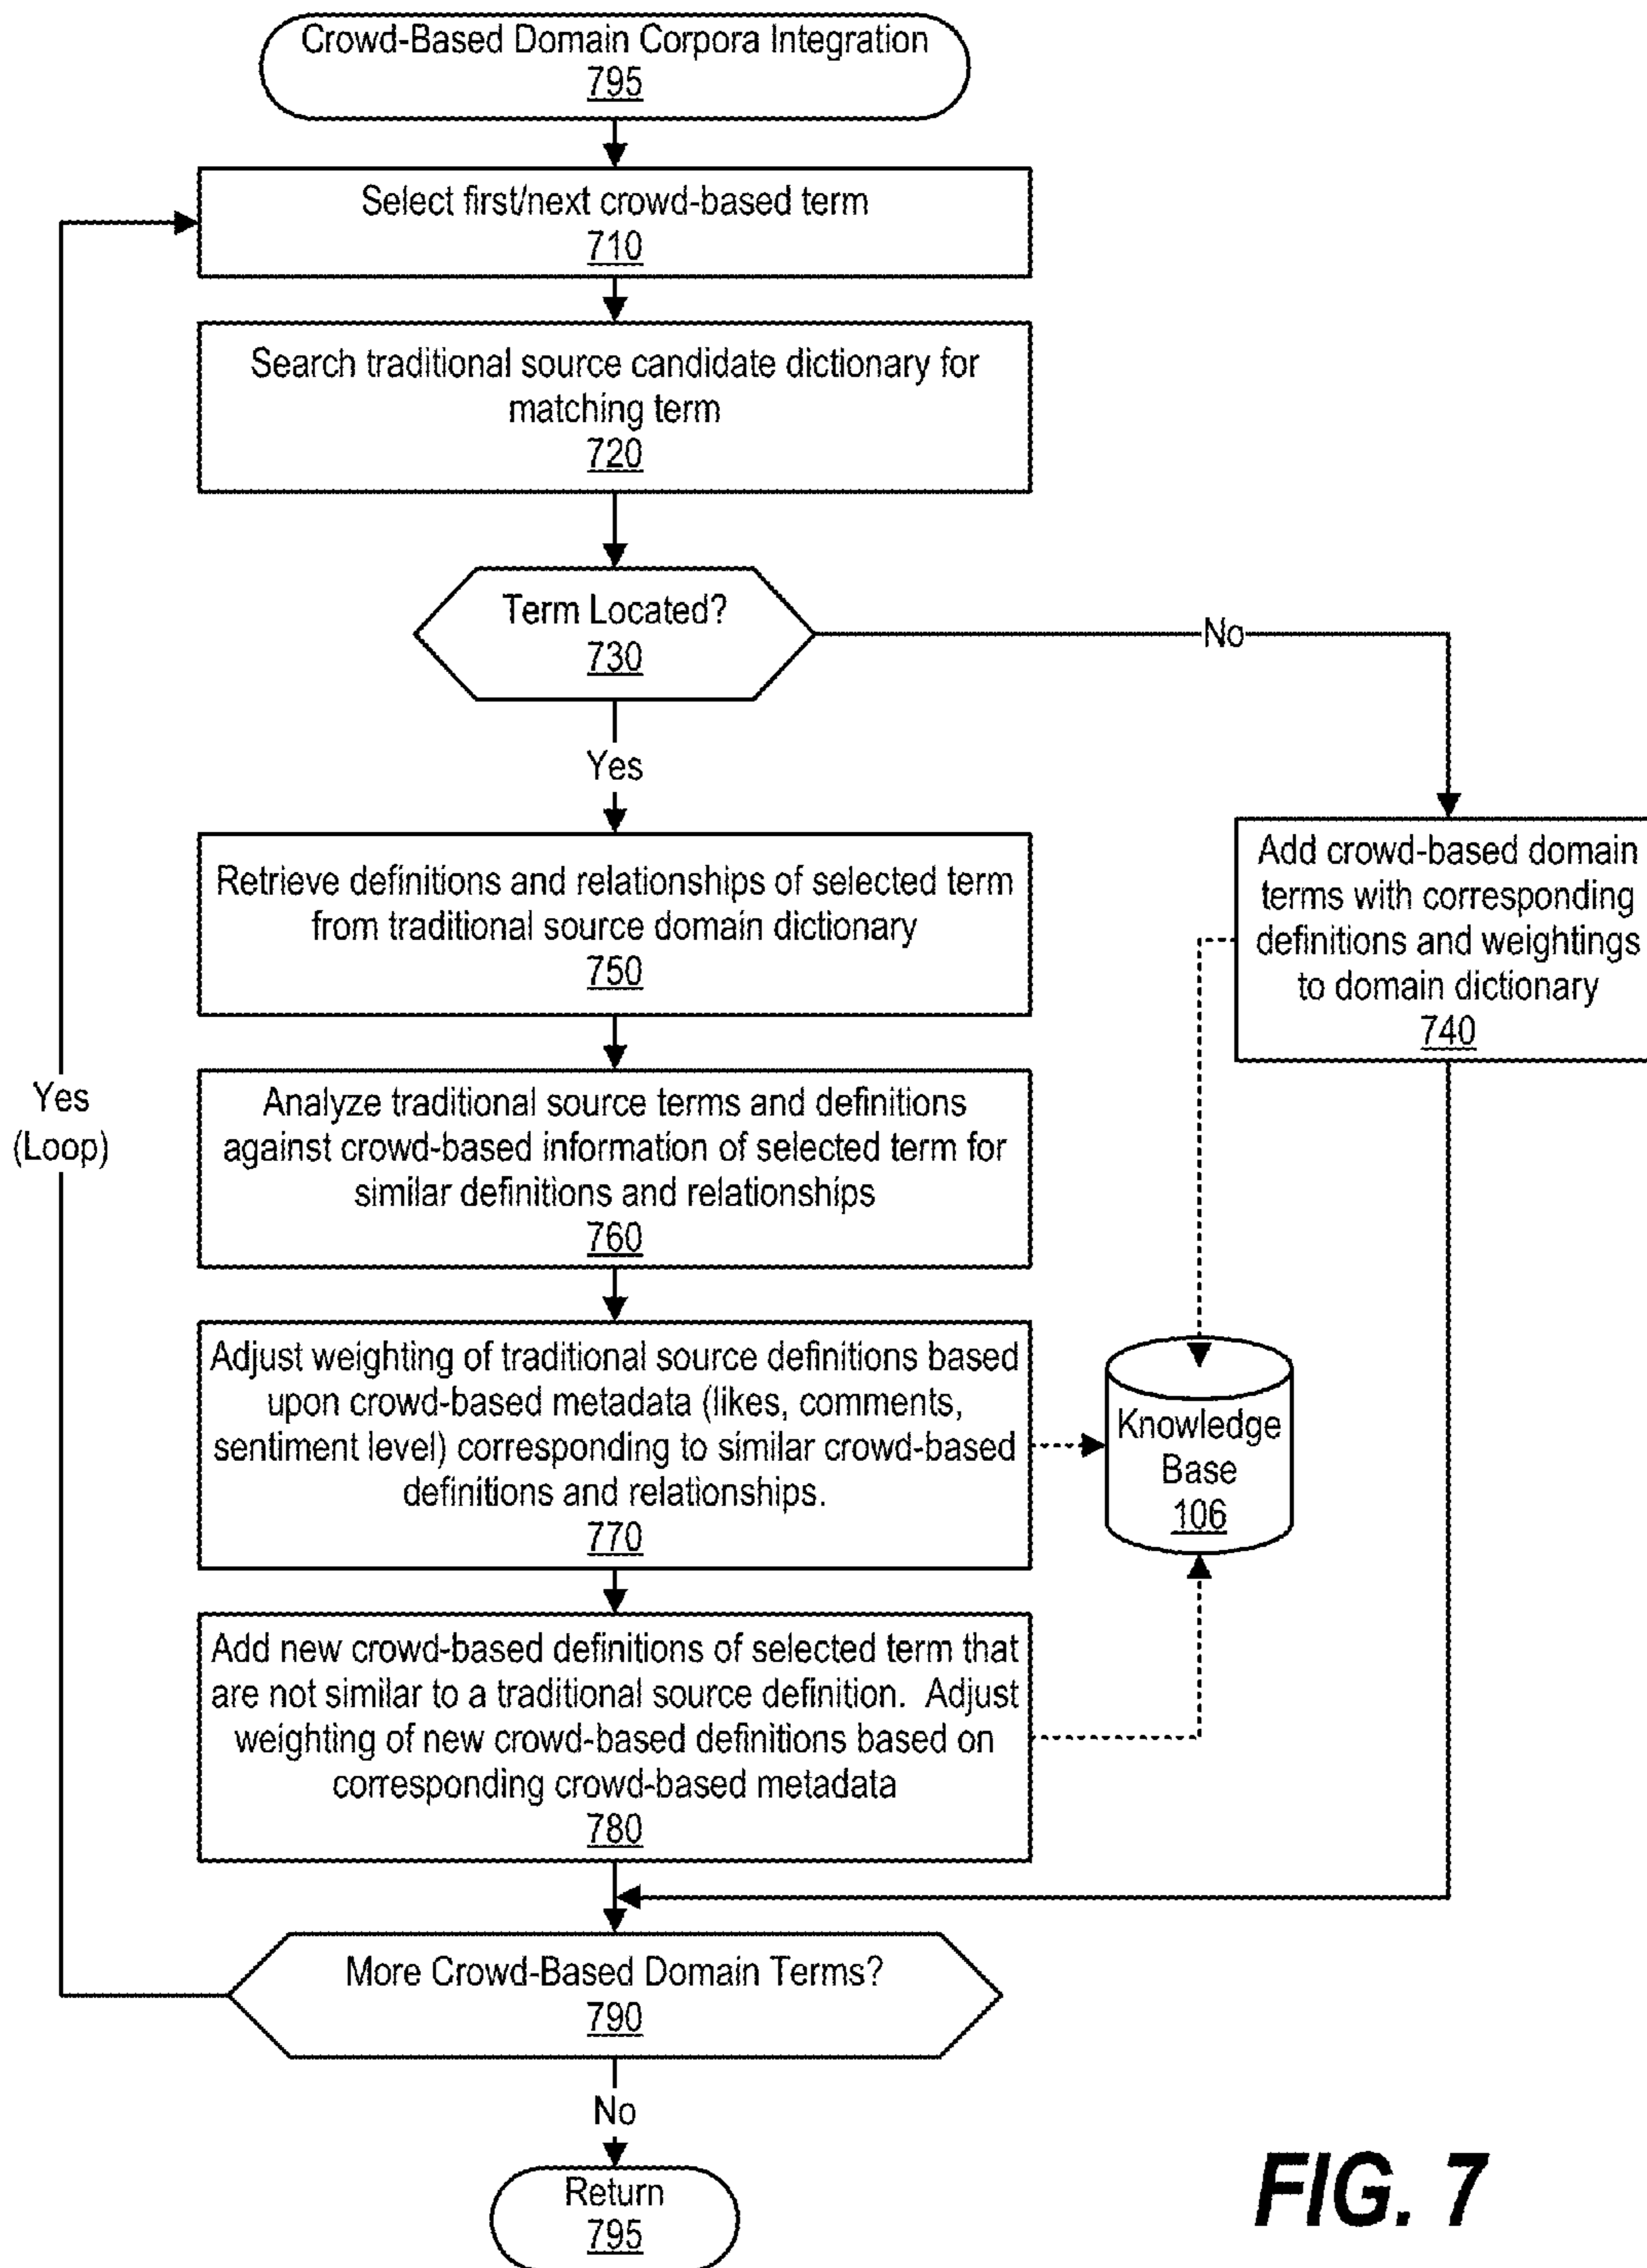 Crowd-Based Domain Corpora Integration
795
Select first/next crowd-based term
710
Search traditional source candidate dictionary for
matching term
720
Term Located?
730
No
Yes
Retrieve definitions and relationships of selected term
from traditional source domain dictionary
750
Add crowd-based domain
terms with corresponding
definitions and weightings
to domain dictionary
740
Yes
(Loop)
Analyze traditional source terms and definitions
against crowd-based information of selected term for
similar definitions and relationships
760
Adjust weighting of traditional source definitions based
upon crowd-based metadata (likes, comments,
sentiment level) corresponding to similar crowd-based
definitions and relationships.
770
Knowledge
Base
106
Add new crowd-based definitions of selected term that
are not similar to a traditional source definition.  Adjust
weighting of new crowd-based definitions based on
corresponding crowd-based metadata
780
More Crowd-Based Domain Terms?
790
No
Return
795
FIG. 7